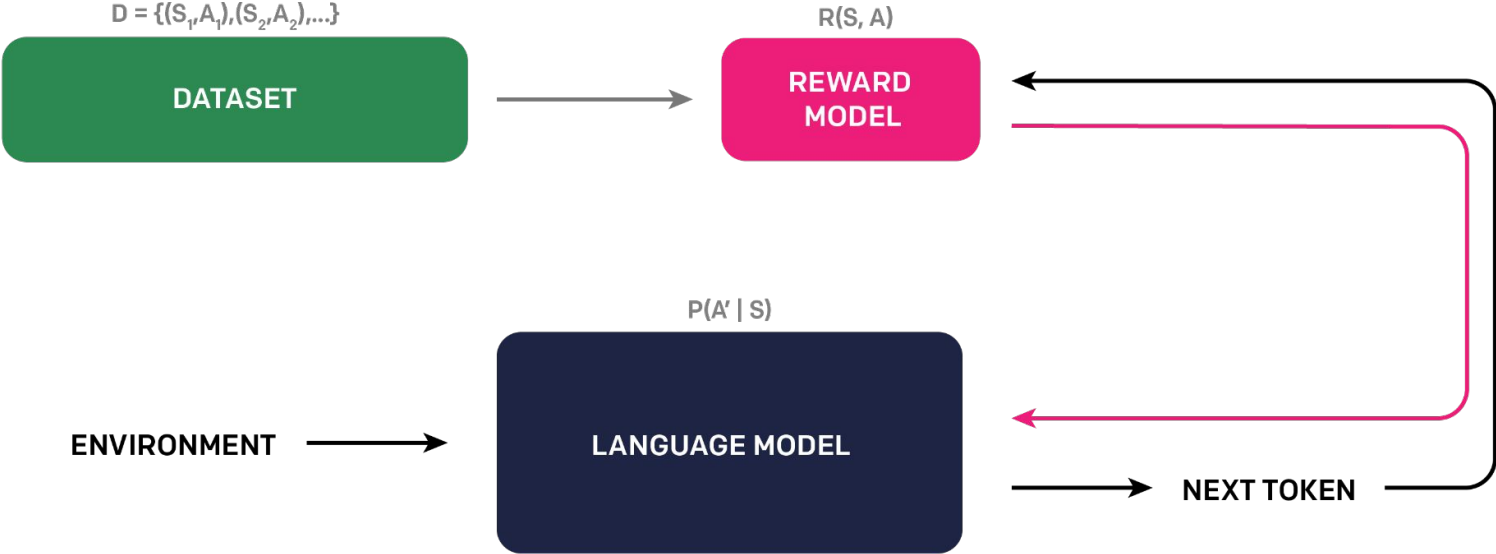 D = {(S₁,A₁),(S₂,A₂),...}
R(S, A)
DATASET
REWARD
MODEL
P(A’ | S)
ENVIRONMENT
LANGUAGE MODEL
NEXT TOKEN